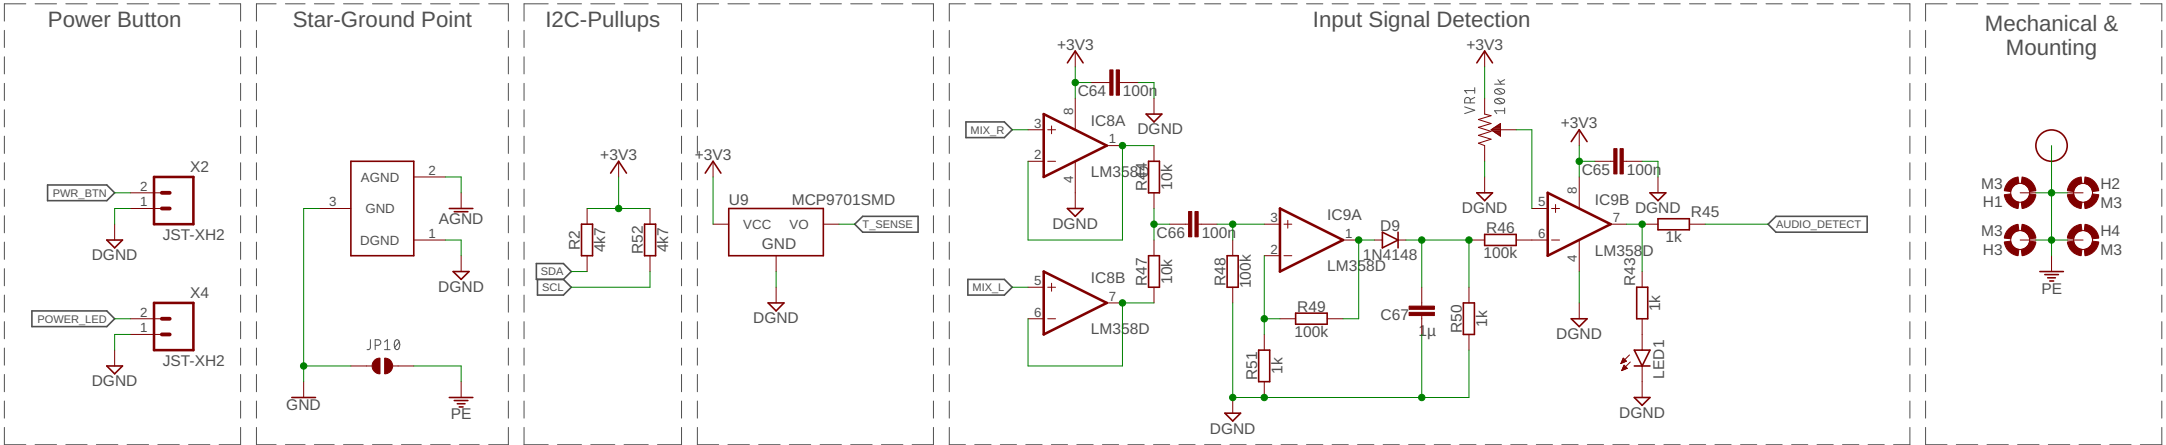 Power Button
X2
PWR_BTN
2
1
DGND
JST-XH2
X4
POWER_LED
2
1
DGND
JST-XH2
Star-Ground Point
AGND
GND
DGND
3
2
1
AGND
DGND
JP10
GND
PE
I2C-Pullups
+3V3
R2
4k7
R52
4k7
SDA
SCL
+3V3
U9
MCP9701SMD
VCC
VO
GND
T_SENSE
DGND
Input Signal Detection
+3V3
C64
100n
DGND
MIX_R
3
2
8
4
1
IC8A
LM358D
DGND
R44
10k
MIX_L
5
6
7
IC8B
LM358D
R47
10k
C66
100n
R48
100k
3
2
1
IC9A
LM358D
R49
100k
R51
1k
DGND
D9
1N4148
C67
1µ
R50
1k
+3V3
VR1
100k
DGND
R46
100k
+3V3
C65
100n
DGND
5
6
8
4
7
IC9B
LM358D
DGND
R45
1k
AUDIO_DETECT
R43
1k
LED1
DGND
Mechanical &
Mounting
M3
H1
H2
M3
M3
H3
H4
M3
PE